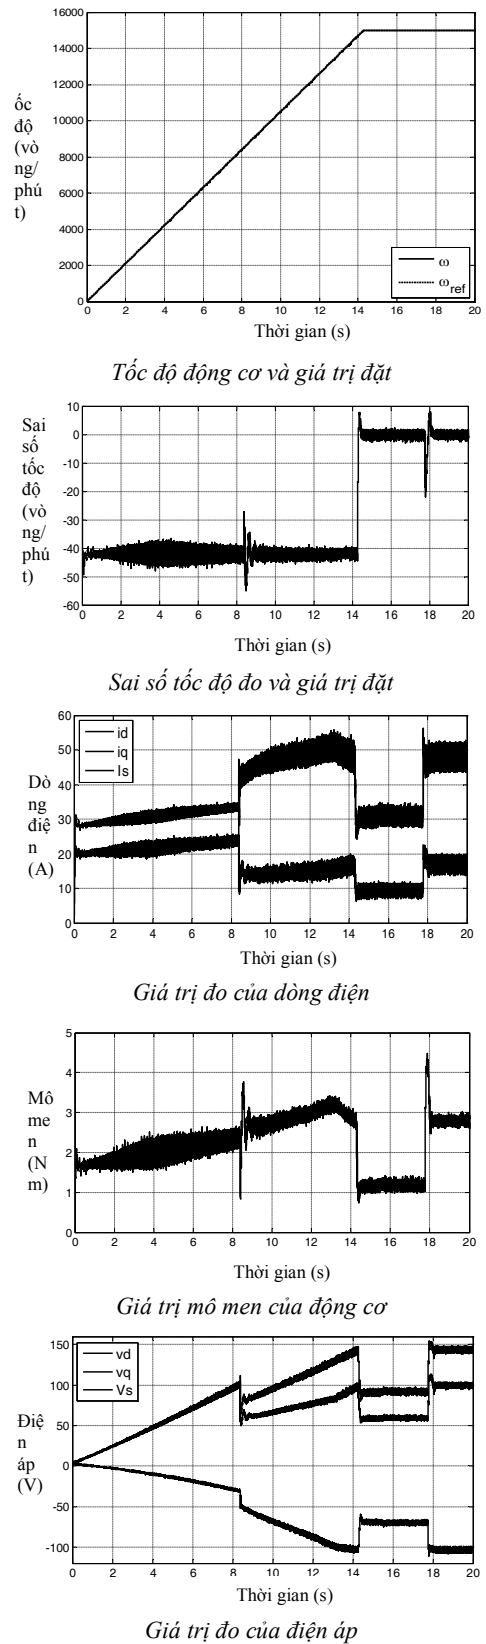 16000
14000
12000
10000
8000
6000
4000
2000
0
ốc
độ
(vò
ng/
phú
t)
ω
ω_ref
0 2 4 6 8 10 12 14 16 18 20
Thời gian (s)
Tốc độ động cơ và giá trị đặt
Sai
số
tốc
độ
(vò
ng/
phú
t)
10
0
-10
-20
-30
-40
-50
-60
0 2 4 6 8 10 12 14 16 18 20
Thời gian (s)
Sai số tốc độ đo và giá trị đặt
60
50
40
30
20
10
0
id
iq
Is
Dò
ng
điệ
n
(A)
0 2 4 6 8 10 12 14 16 18 20
Thời gian (s)
Giá trị đo của dòng điện
5
4
3
2
1
0
Mô
me
n
(N
m)
0 2 4 6 8 10 12 14 16 18 20
Thời gian (s)
Giá trị mô men của động cơ
150
100
50
0
-50
-100
vd
vq
Vs
Điệ
n
áp
(V)
0 2 4 6 8 10 12 14 16 18 20
Thời gian (s)
Giá trị đo của điện áp